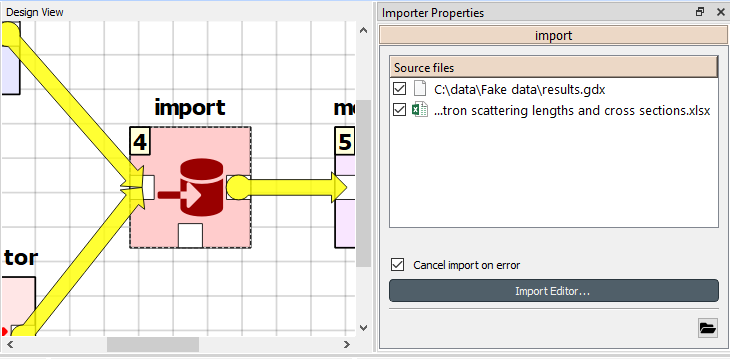 Design View
import
m
4
5
tor
Importer Properties
import
Source files
C:\data\Fake data\results.gdx
...tron scattering lengths and cross sections.xlsx
Cancel import on error
Import Editor...